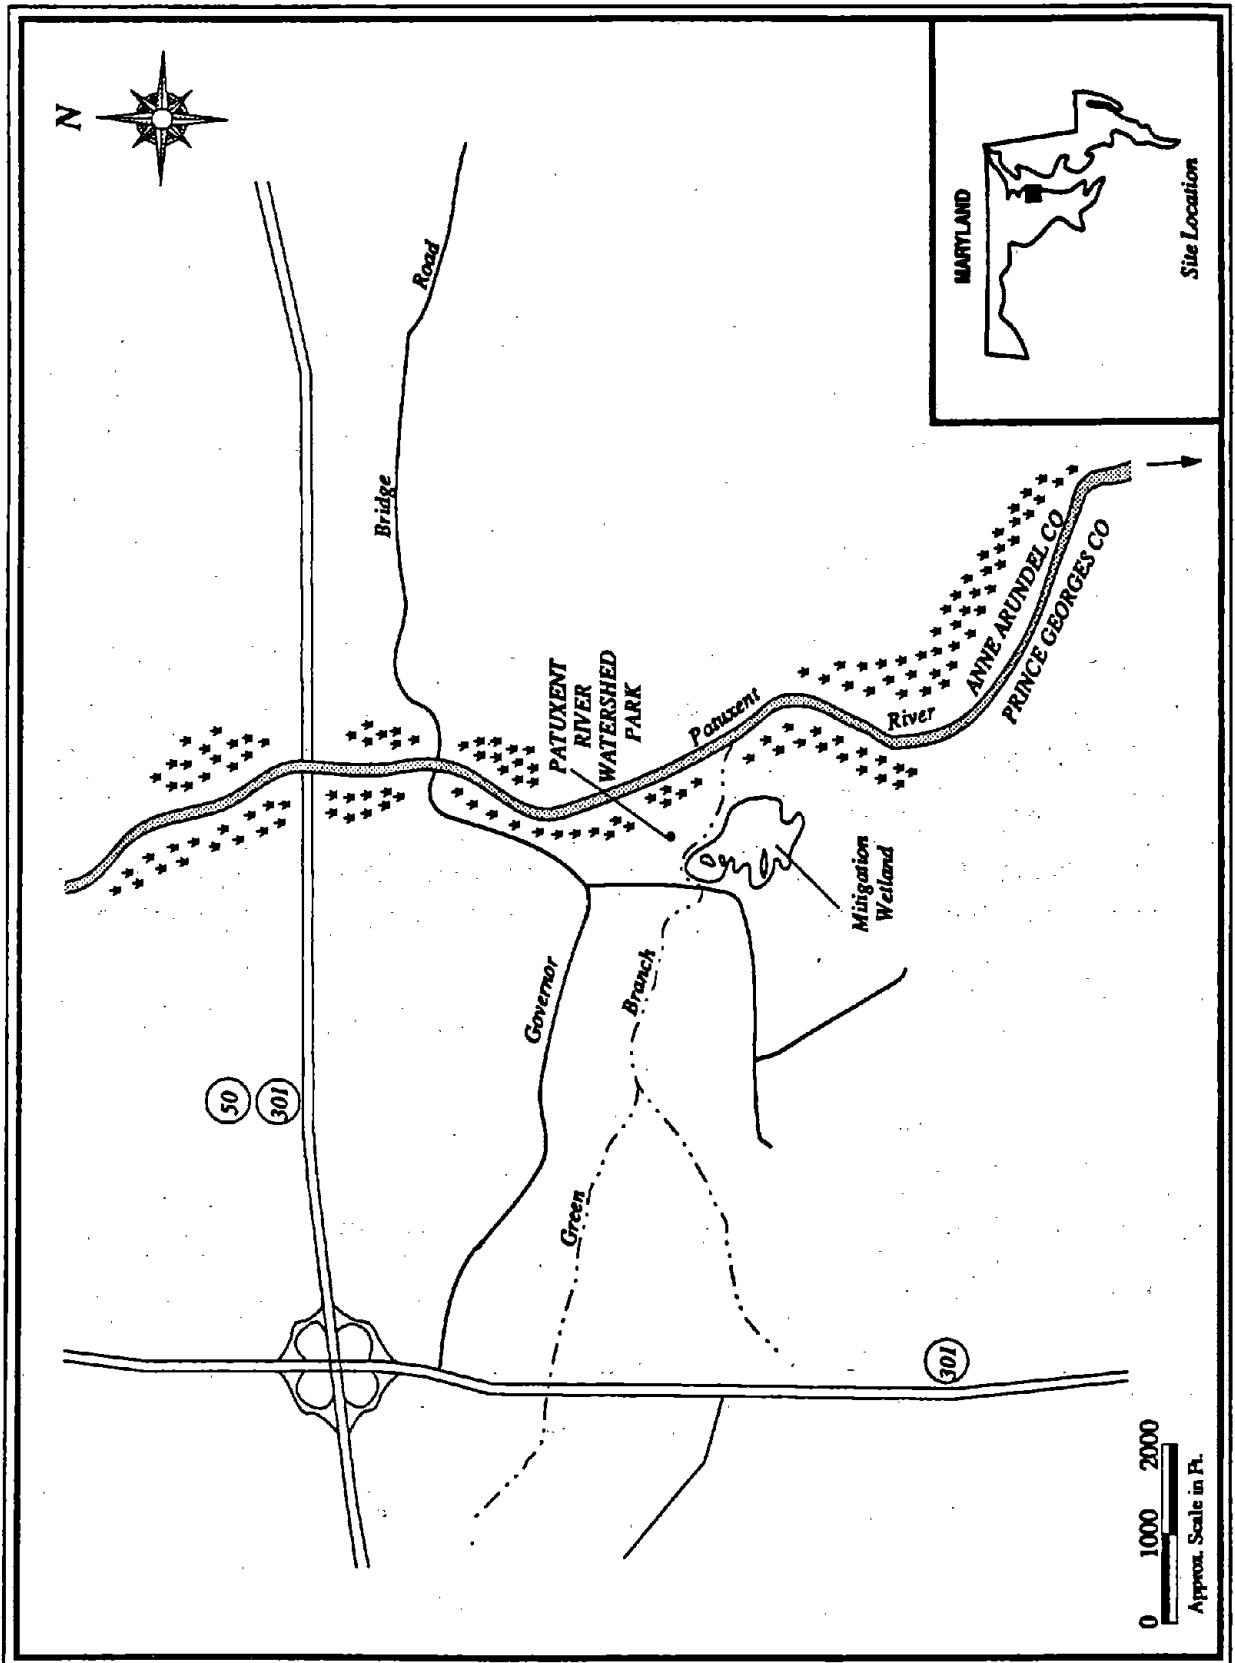 N
50
301
Governor
Bridge
Road
PATUXENT
RIVER
WATERSHED
PARK
Green
Branch
Patuxent
River
Mitigation
Wetland
ANNE ARUNDEL CO
PRINCE GEORGES CO
301
0 1000 2000
Approx. Scale in Ft.
MARYLAND
Site Location